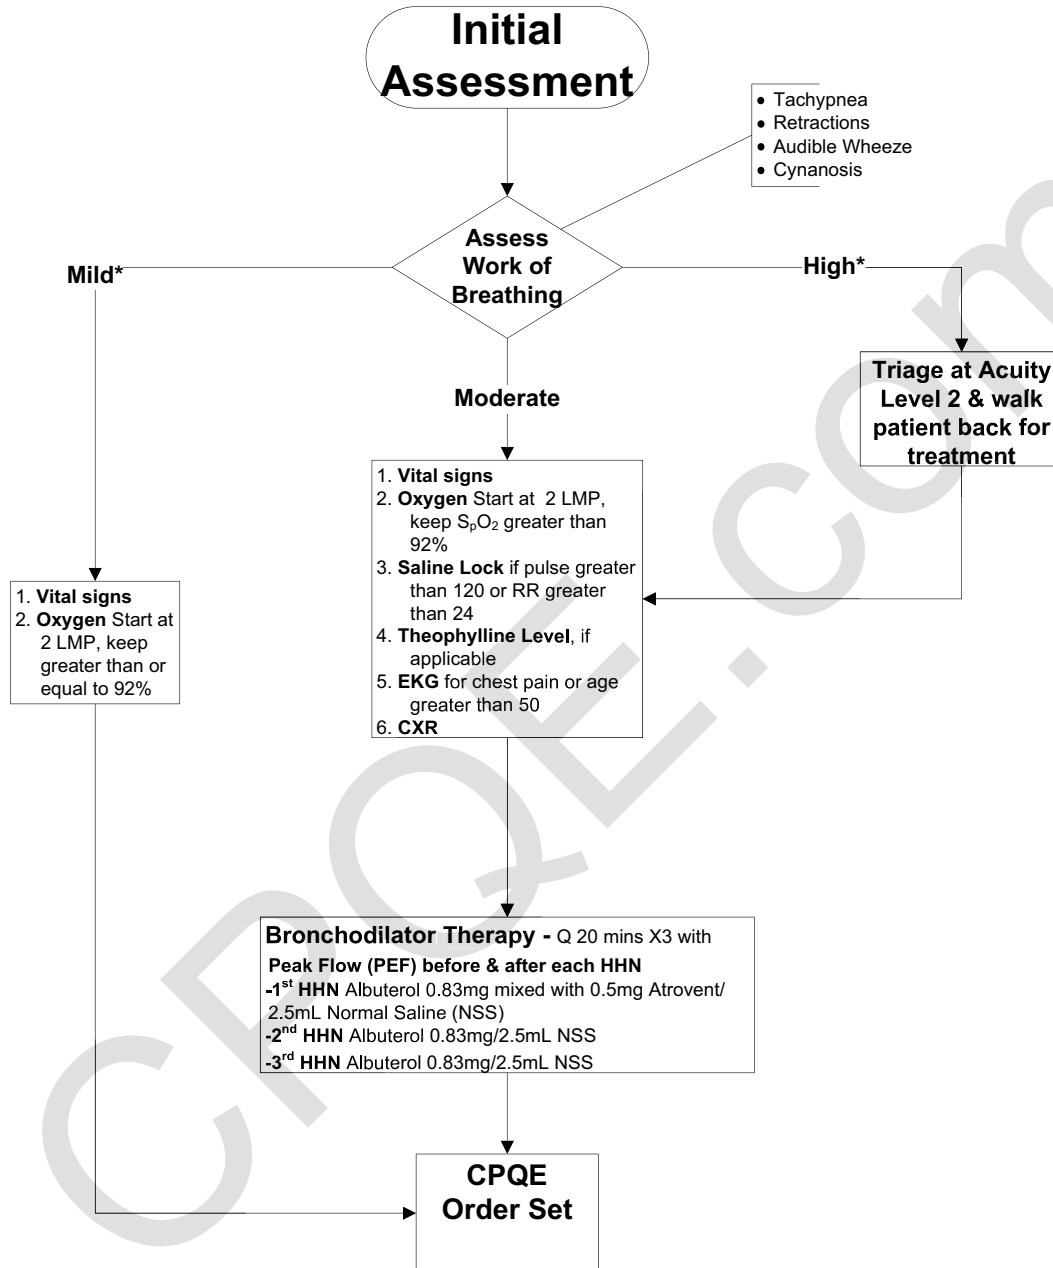 Initial
Assessment
• Tachypnea
• Retractions
• Audible Wheeze
• Cynanosis
Assess
Work of
Breathing
Mild*
High*
Moderate
Triage at Acuity
Level 2 & walk
patient back for
treatment
1. Vital signs
2. Oxygen Start at 2 LMP,
keep SpO2 greater than
92%
3. Saline Lock if pulse greater
than 120 or RR greater
than 24
4. Theophylline Level, if
applicable
5. EKG for chest pain or age
greater than 50
6. CXR
1. Vital signs
2. Oxygen Start at
2 LMP, keep
greater than or
equal to 92%
Bronchodilator Therapy - Q 20 mins X3 with
Peak Flow (PEF) before & after each HHN
-1st HHN Albuterol 0.83mg mixed with 0.5mg Atrovent/
2.5mL Normal Saline (NSS)
-2nd HHN Albuterol 0.83mg/2.5mL NSS
-3rd HHN Albuterol 0.83mg/2.5mL NSS
CPQE
Order Set
CPQE.com